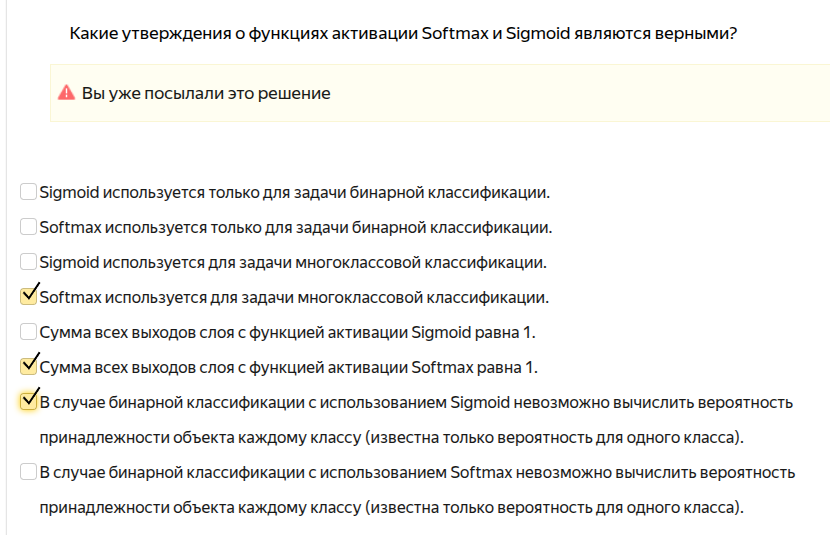 Какие утверждения о функциях активации Softmax и Sigmoid являются верными?
Вы уже посылали это решение
Sigmoid используется только для задачи бинарной классификации.
Softmax используется только для задачи бинарной классификации.
Sigmoid используется для задачи многоклассовой классификации.
Softmax используется для задачи многоклассовой классификации.
Сумма всех выходов слоя с функцией активации Sigmoid равна 1.
Сумма всех выходов слоя с функцией активации Softmax равна 1.
В случае бинарной классификации с использованием Sigmoid невозможно вычислить вероятность
принадлежности объекта каждому классу (известна только вероятность для одного класса).
В случае бинарной классификации с использованием Softmax невозможно вычислить вероятность
принадлежности объекта каждому классу (известна только вероятность для одного класса).